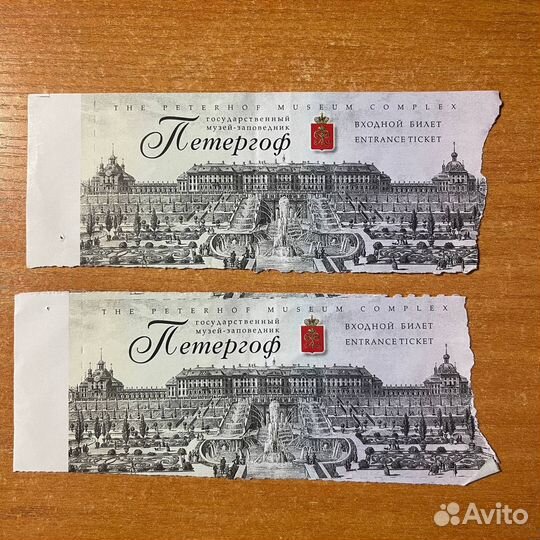 THE PETERHOF MUSEUM COMPLEX
государственный
музей-заповедник
Петергоф
ВХОДНОЙ БИЛЕТ
ENTRANCE TICKET
THE PETERHOF MUSEUM COMPLEX
государственный
музей-заповедник
Петергоф
ВХОДНОЙ БИЛЕТ
ENTRANCE TICKET
Avito